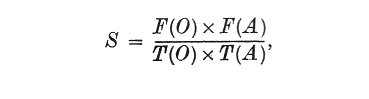 S = F(O) × F(A) / T(O) × T(A),